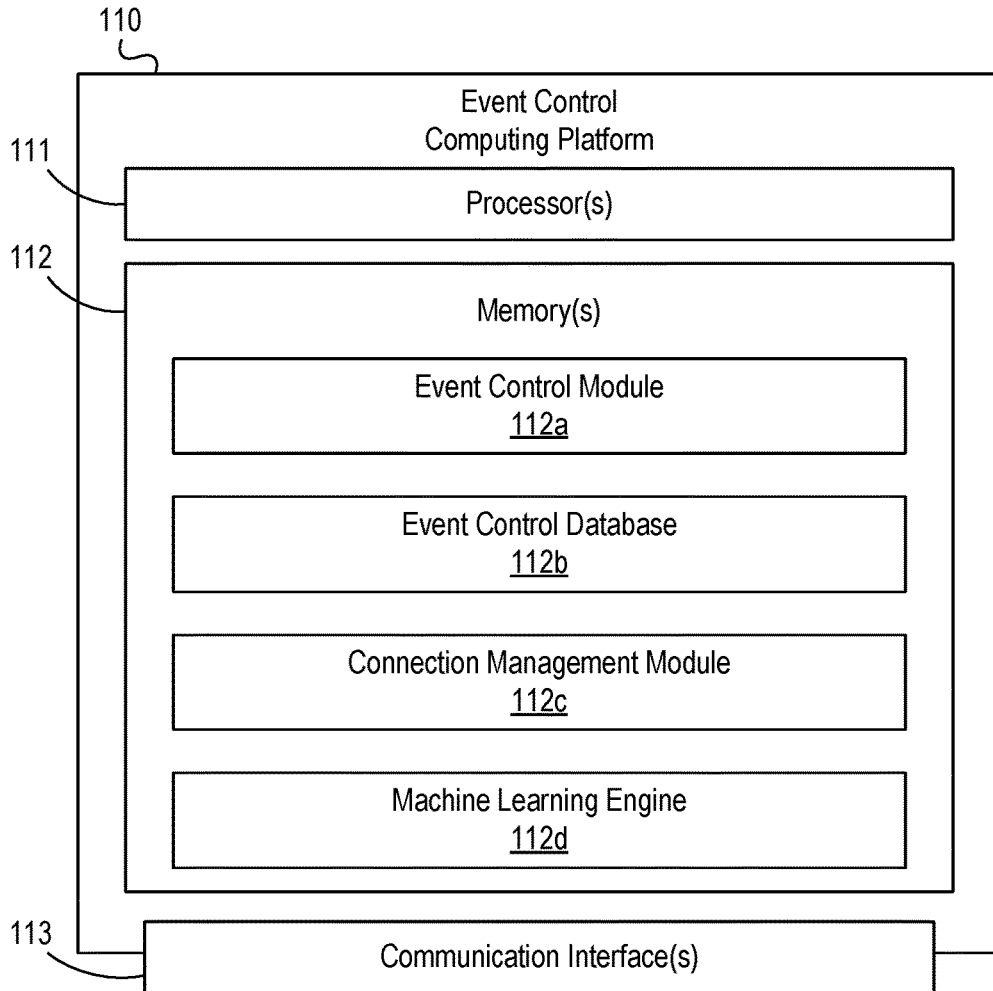 110
Event Control
Computing Platform
111
Processor(s)
112
Memory(s)
Event Control Module
112a
Event Control Database
112b
Connection Management Module
112c
Machine Learning Engine
112d
113
Communication Interface(s)